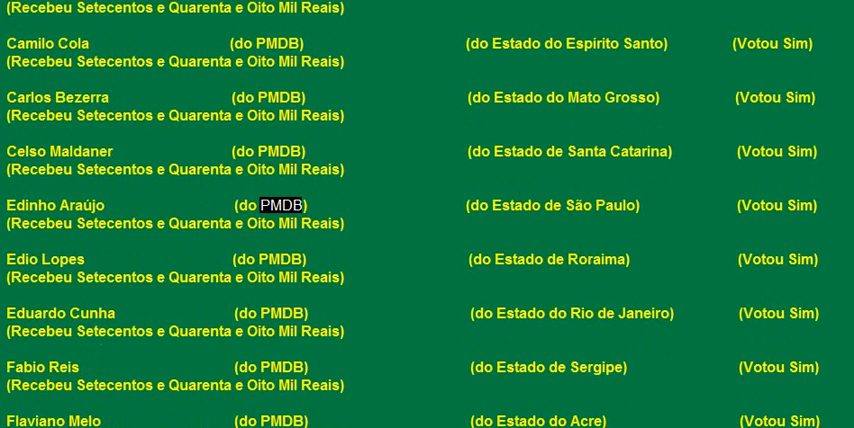 (Recebeu Setecentos e Quarenta e Oito Mil Reais)
Camilo Cola (do PMDB) (do Estado do Espírito Santo) (Votou Sim)
(Recebeu Setecentos e Quarenta e Oito Mil Reais)
Carlos Bezerra (do PMDB) (do Estado do Mato Grosso) (Votou Sim)
(Recebeu Setecentos e Quarenta e Oito Mil Reais)
Celso Maldaner (do PMDB) (do Estado de Santa Catarina) (Votou Sim)
(Recebeu Setecentos e Quarenta e Oito Mil Reais)
Edinho Araújo (do PMDB) (do Estado de São Paulo) (Votou Sim)
(Recebeu Setecentos e Quarenta e Oito Mil Reais)
Edio Lopes (do PMDB) (do Estado de Roraima) (Votou Sim)
(Recebeu Setecentos e Quarenta e Oito Mil Reais)
Eduardo Cunha (do PMDB) (do Estado do Rio de Janeiro) (Votou Sim)
(Recebeu Setecentos e Quarenta e Oito Mil Reais)
Fabio Reis (do PMDB) (do Estado de Sergipe) (Votou Sim)
(Recebeu Setecentos e Quarenta e Oito Mil Reais)
Flaviano Melo (do PMDB) (do Estado do Acre) (Votou Sim)